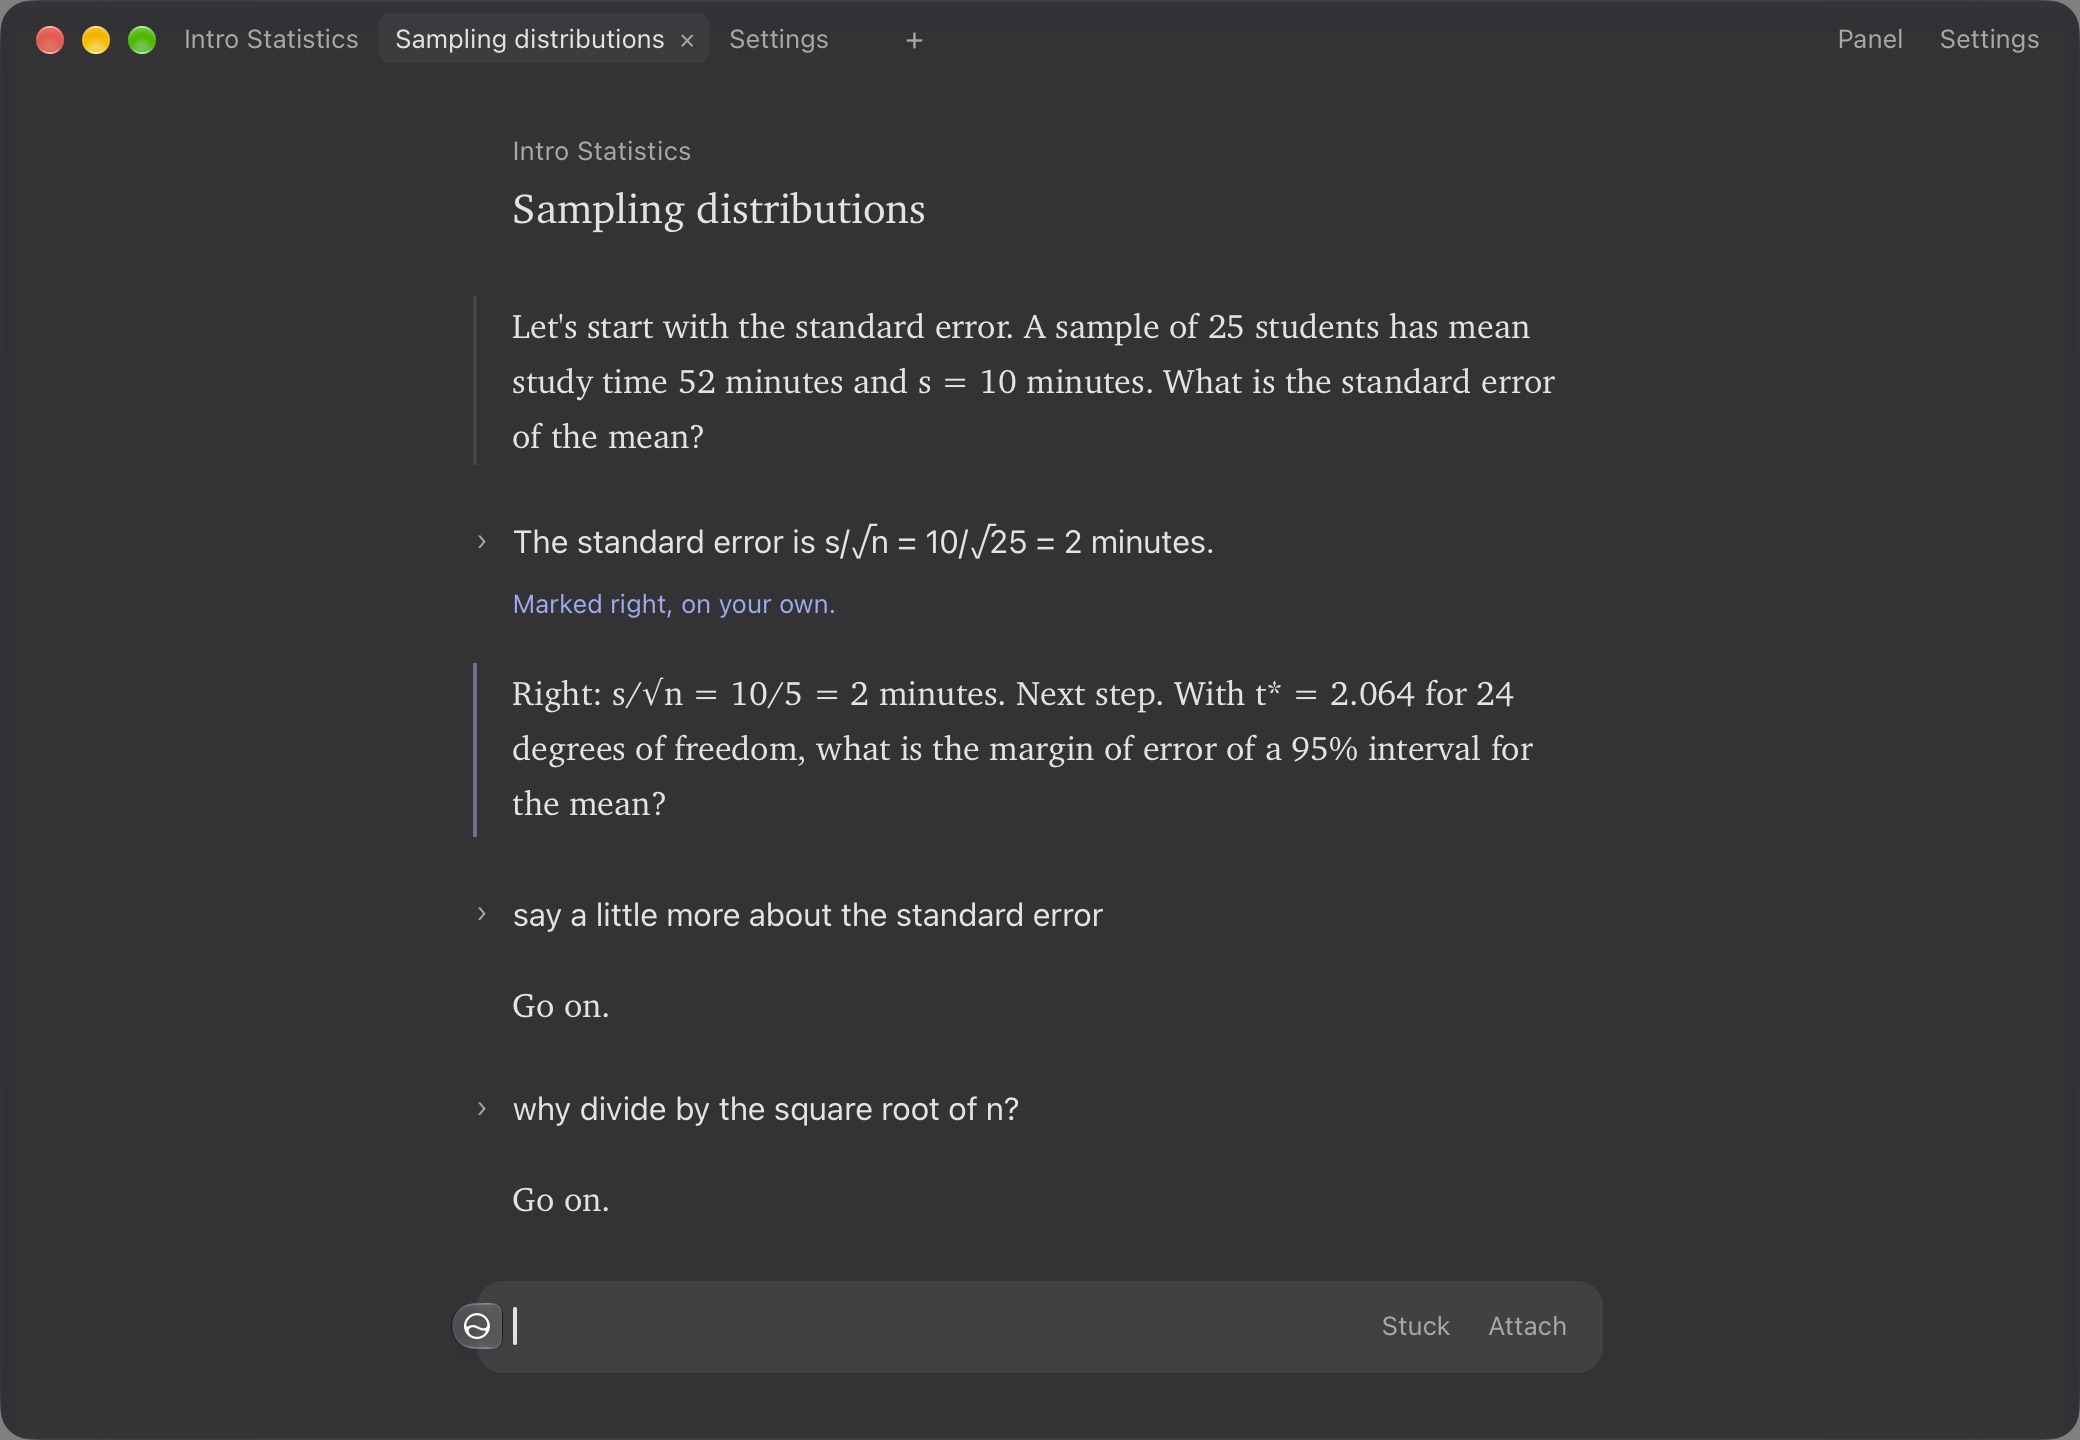 Intro Statistics
Sampling distributions ×
Settings
+
Panel
Settings
Intro Statistics
Sampling distributions
Let's start with the standard error. A sample of 25 students has mean
study time 52 minutes and s = 10 minutes. What is the standard error
of the mean?
› The standard error is s/√n = 10/√25 = 2 minutes.
Marked right, on your own.
Right: s/√n = 10/5 = 2 minutes. Next step. With t* = 2.064 for 24
degrees of freedom, what is the margin of error of a 95% interval for
the mean?
› say a little more about the standard error
Go on.
› why divide by the square root of n?
Go on.
Stuck
Attach